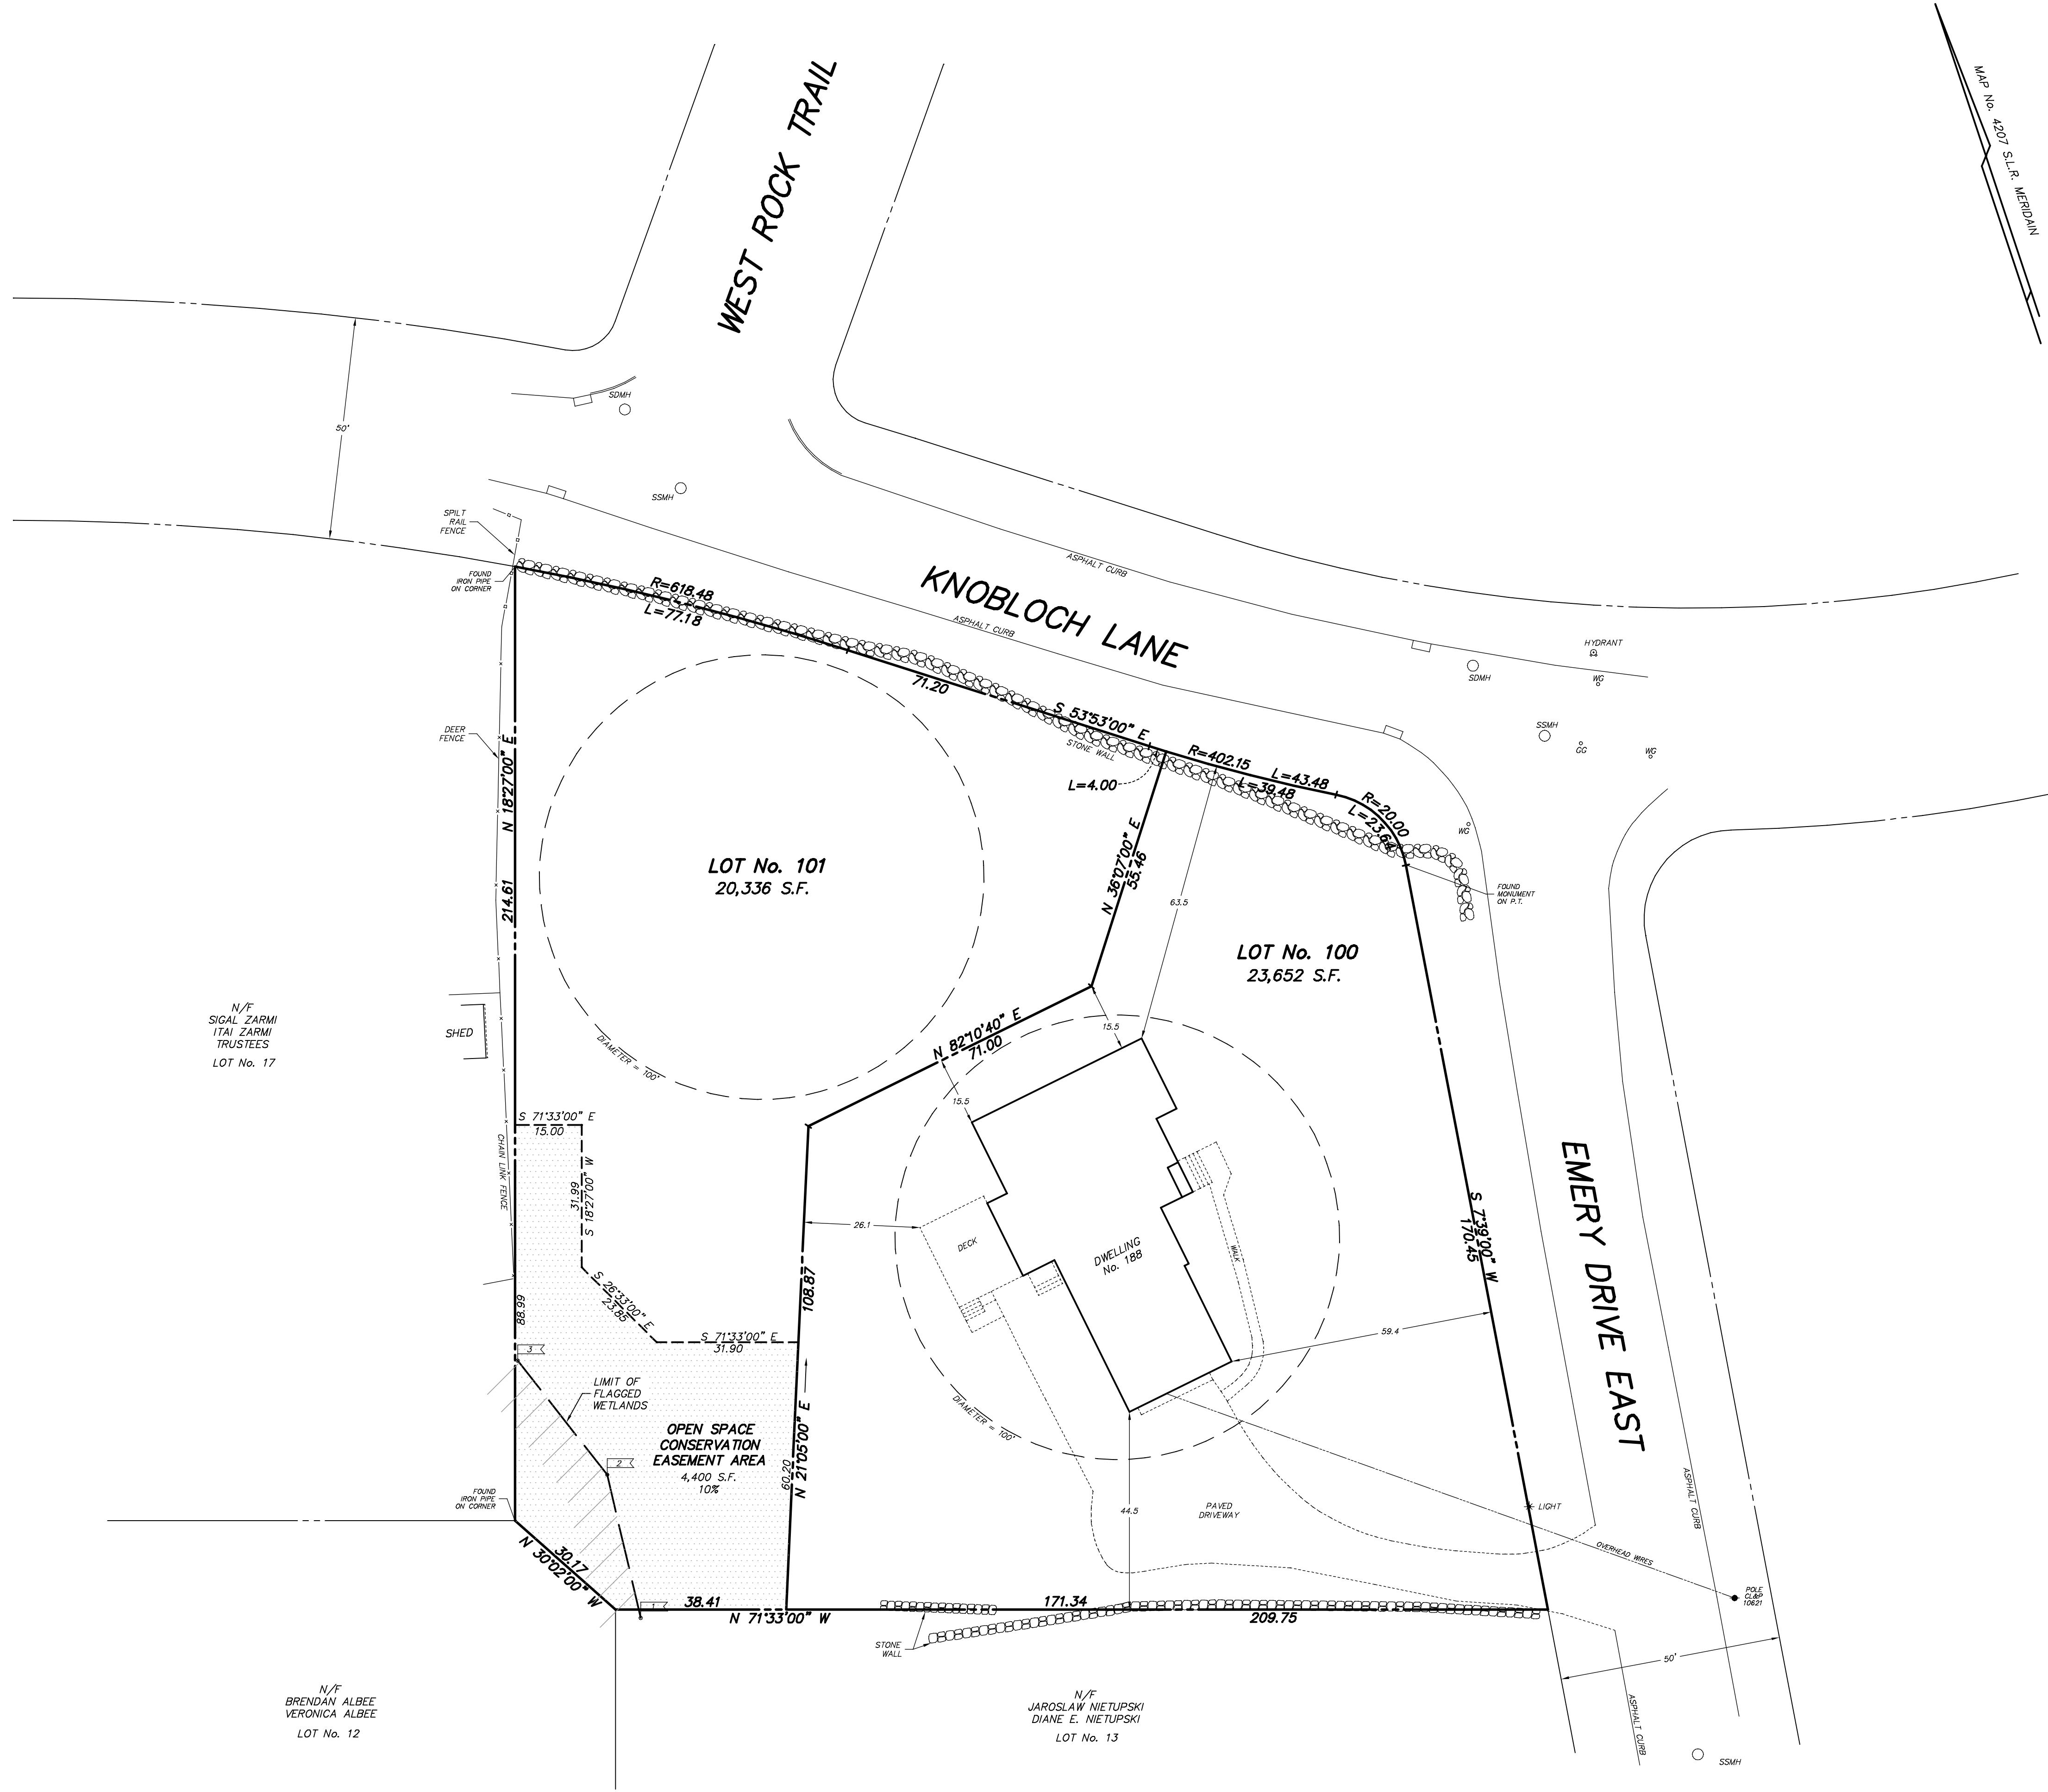 MAP No. 4207 S.L.R. MERIDAIN
WEST ROCK TRAIL
50'
SDMH
SSMH
SPILT
RAIL
FENCE
FOUND
IRON PIPE
ON CORNER
R=618.48
L=77.18
ASPHALT CURB
KNOBLOCH LANE
ASPHALT CURB
HYDRANT
WG
SDMH
SSMH
GG
WG
71.20
S 53°53'00" E
STONE WALL
L=4.00
R=402.15
L=43.48
L=39.48
R=20.00
L=23.64
WG
FOUND
MONUMENT
ON P.T.
DEER
FENCE
N 18°27'00" E
214.61
LOT No. 101
20,336 S.F.
DIAMETER = 100'
N 36°07'00" E
55.46
63.5
LOT No. 100
23,652 S.F.
N/F
SIGAL ZARMI
ITAI ZARMI
TRUSTEES
LOT No. 17
SHED
CHAIN LINK FENCE
N 82°10'40" E
71.00
15.5
15.5
S 71°33'00" E
15.00
31.99
S 18°27'00" W
S 26°33'00" E
23.85
S 71°33'00" E
31.90
88.99
26.1
108.87
DECK
DWELLING
No. 188
WALK
S 7°39'00" W
170.45
59.4
EMERY DRIVE EAST
3
LIMIT OF
FLAGGED
WETLANDS
OPEN SPACE
CONSERVATION
EASEMENT AREA
4,400 S.F.
10%
2
60.20
N 21°05'00" E
DIAMETER = 100'
44.5
PAVED
DRIVEWAY
LIGHT
OVERHEAD WIRES
ASPHALT CURB
POLE
CL&P
10621
FOUND
IRON PIPE
ON CORNER
30.17
N 30°02'00" W
1
38.41
N 71°33'00" W
171.34
209.75
STONE
WALL
50'
ASPHALT CURB
N/F
BRENDAN ALBEE
VERONICA ALBEE
LOT No. 12
N/F
JAROSLAW NIETUPSKI
DIANE E. NIETUPSKI
LOT No. 13
SSMH